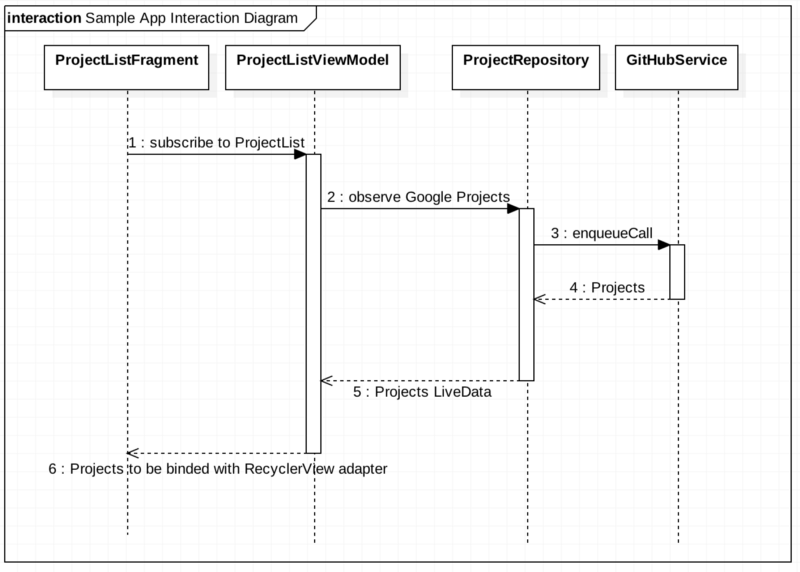 interaction Sample App Interaction Diagram
ProjectListFragment
ProjectListViewModel
ProjectRepository
GitHubService
1 : subscribe to ProjectList
2 : observe Google Projects
3 : enqueueCall
4 : Projects
5 : Projects LiveData
6 : Projects to be binded with RecyclerView adapter